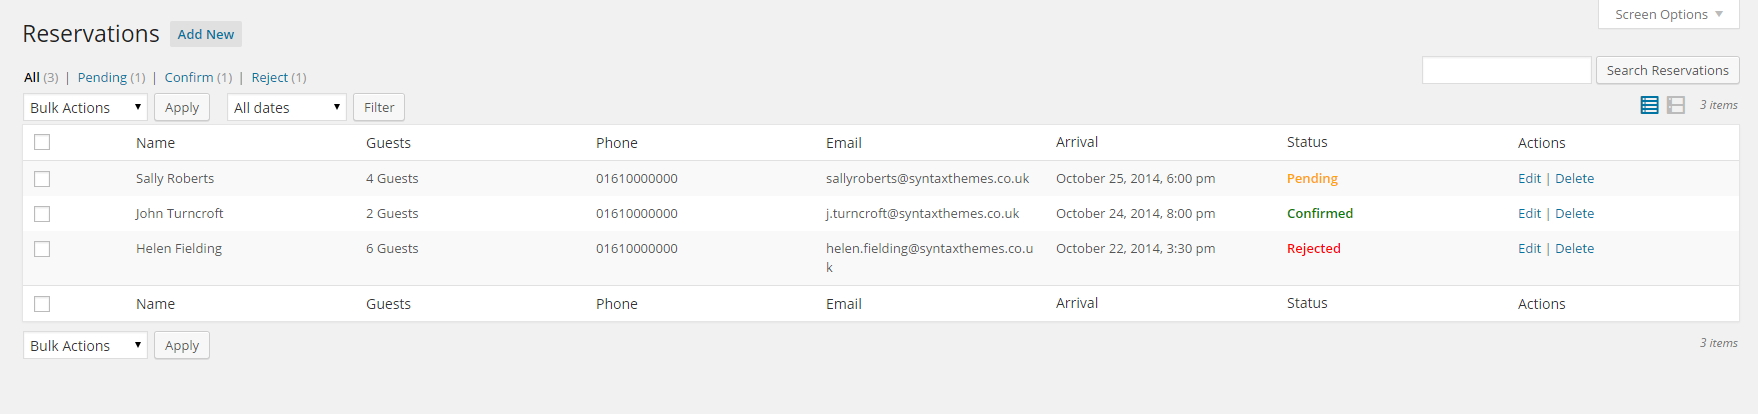 Screen Options
Reservations Add New
All (3) | Pending (1) | Confirm (1) | Reject (1)
Search Reservations
Bulk Actions Apply All dates Filter 3 items
Name Guests Phone Email Arrival Status Actions
Sally Roberts 4 Guests 01610000000 sallyroberts@syntaxthemes.co.uk October 25, 2014, 6:00 pm Pending Edit | Delete
John Turncroft 2 Guests 01610000000 j.turncroft@syntaxthemes.co.uk October 24, 2014, 8:00 pm Confirmed Edit | Delete
Helen Fielding 6 Guests 01610000000 helen.fielding@syntaxthemes.co.u October 22, 2014, 3:30 pm Rejected Edit | Delete
k
Name Guests Phone Email Arrival Status Actions
Bulk Actions Apply 3 items